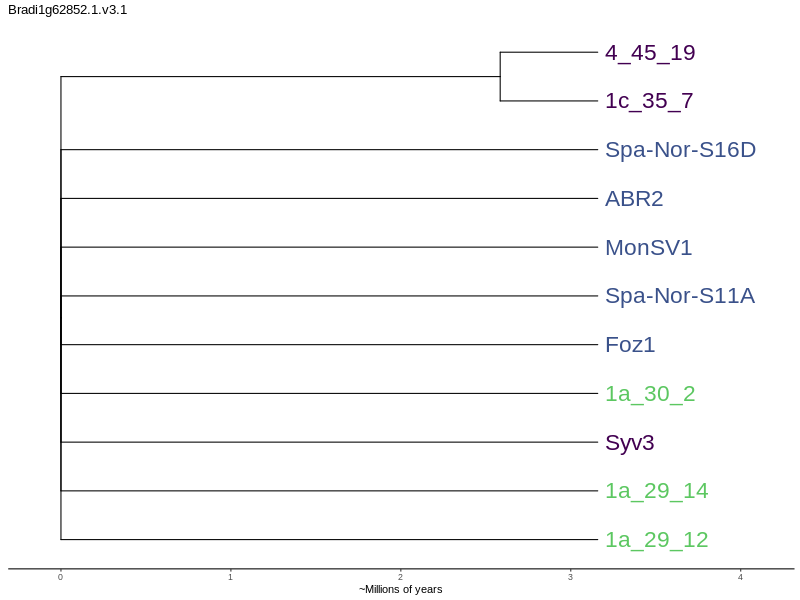 Bradi1g62852.1.v3.1
4_45_19
1c_35_7
Spa-Nor-S16D
ABR2
MonSV1
Spa-Nor-S11A
Foz1
1a_30_2
Syv3
1a_29_14
1a_29_12
0 1 2 3 4
~Millions of years